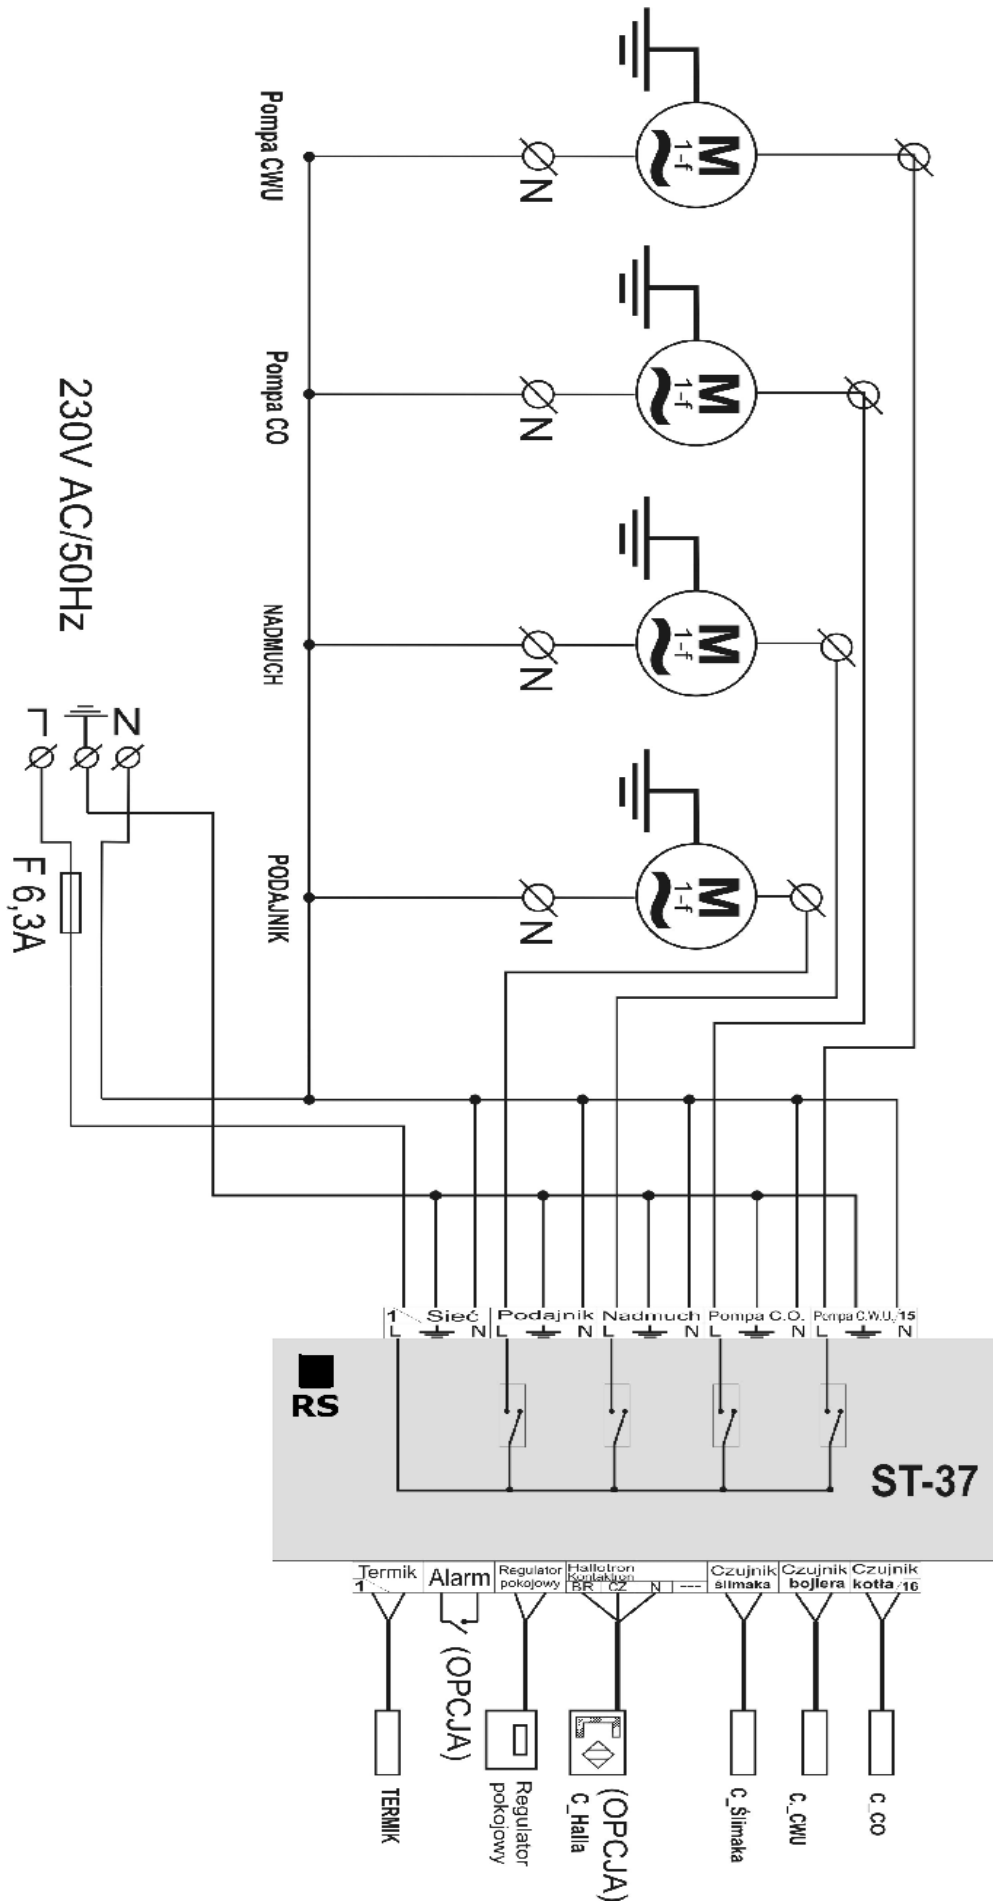 Pompa CWU
M
1-f
N
Pompa CO
M
1-f
N
NADMUCH
M
1-f
N
PODAJNIK
M
1-f
N
230V AC/50Hz
L
N
F 6,3A
1 Sieć Podajnik Nadmuch Pompa C.O. Pompa C.W.U. 15
L N L N L N L N L N
RS
ST-37
Termik
1
Alarm
Regulator
pokojowy
Hallotron
Kontaktron
BR CZ N ---
Czujnik
ślimaka
Czujnik
bojlera
Czujnik
kotła 16
TERMIK
(OPCJA)
Regulator
pokojowy
(OPCJA)
C_Halla
C_Ślimaka
C_CWU
C_CO